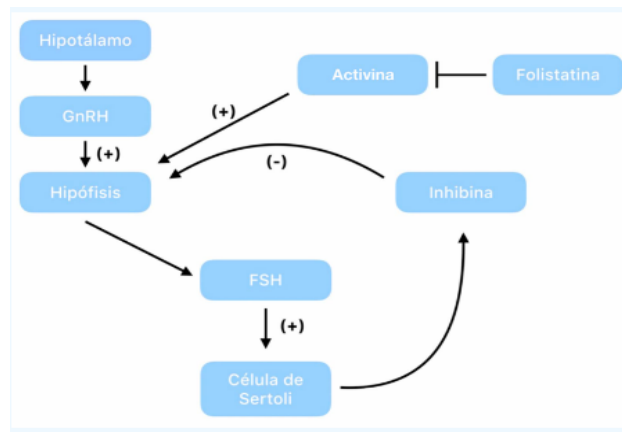 Hipotálamo
Activina
Folistatina
GnRH
(+)
(+)
(-)
Hipófisis
Inhibina
FSH
(+)
Célula de
Sertoli